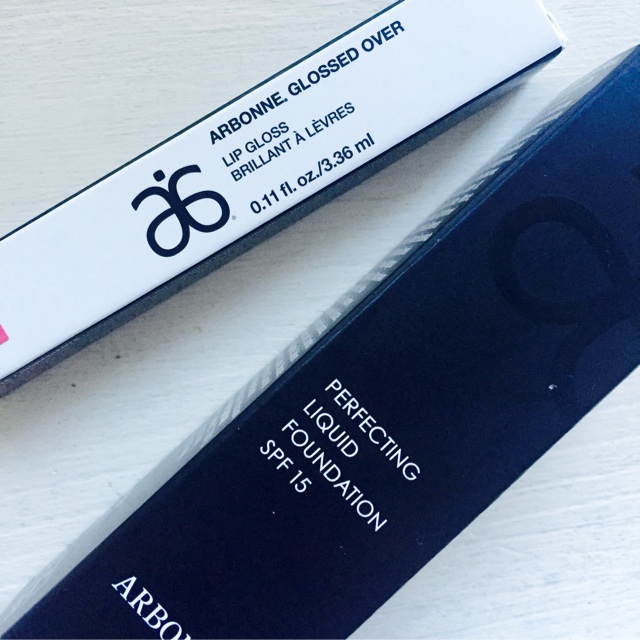 ARBONNE. GLOSSED OVER
LIP GLOSS
BRILLANT À LÈVRES
0.11 fl. oz./3.36 ml
PERFECTING
LIQUID
FOUNDATION
SPF 15
ARBON